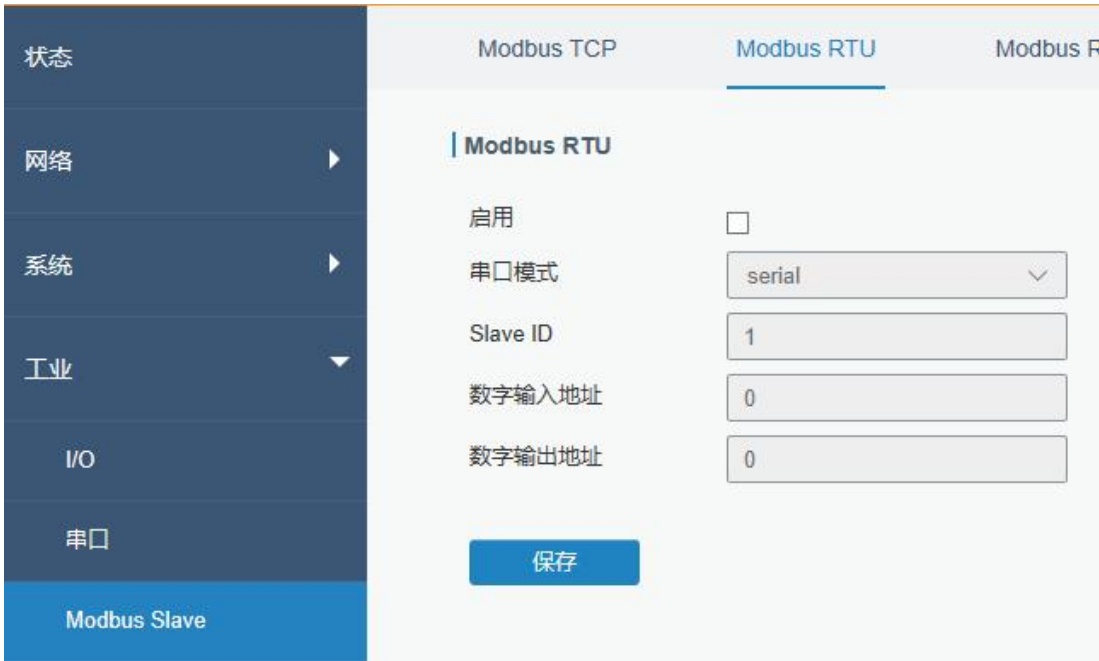 状态
网络
系统
工业
I/O
串口
Modbus Slave
Modbus TCP Modbus RTU Modbus R
Modbus RTU
启用
串口模式 serial
Slave ID 1
数字输入地址 0
数字输出地址 0
保存